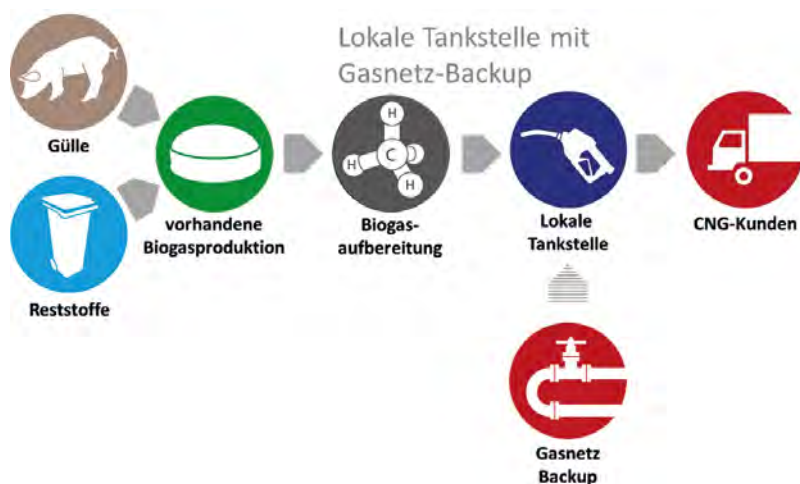 Lokale Tankstelle mit
Gasnetz-Backup
Gülle
Reststoffe
vorhandene
Biogasproduktion
H
C
H
H
Biogas-
aufbereitung
Lokale
Tankstelle
CNG-Kunden
Gasnetz
Backup